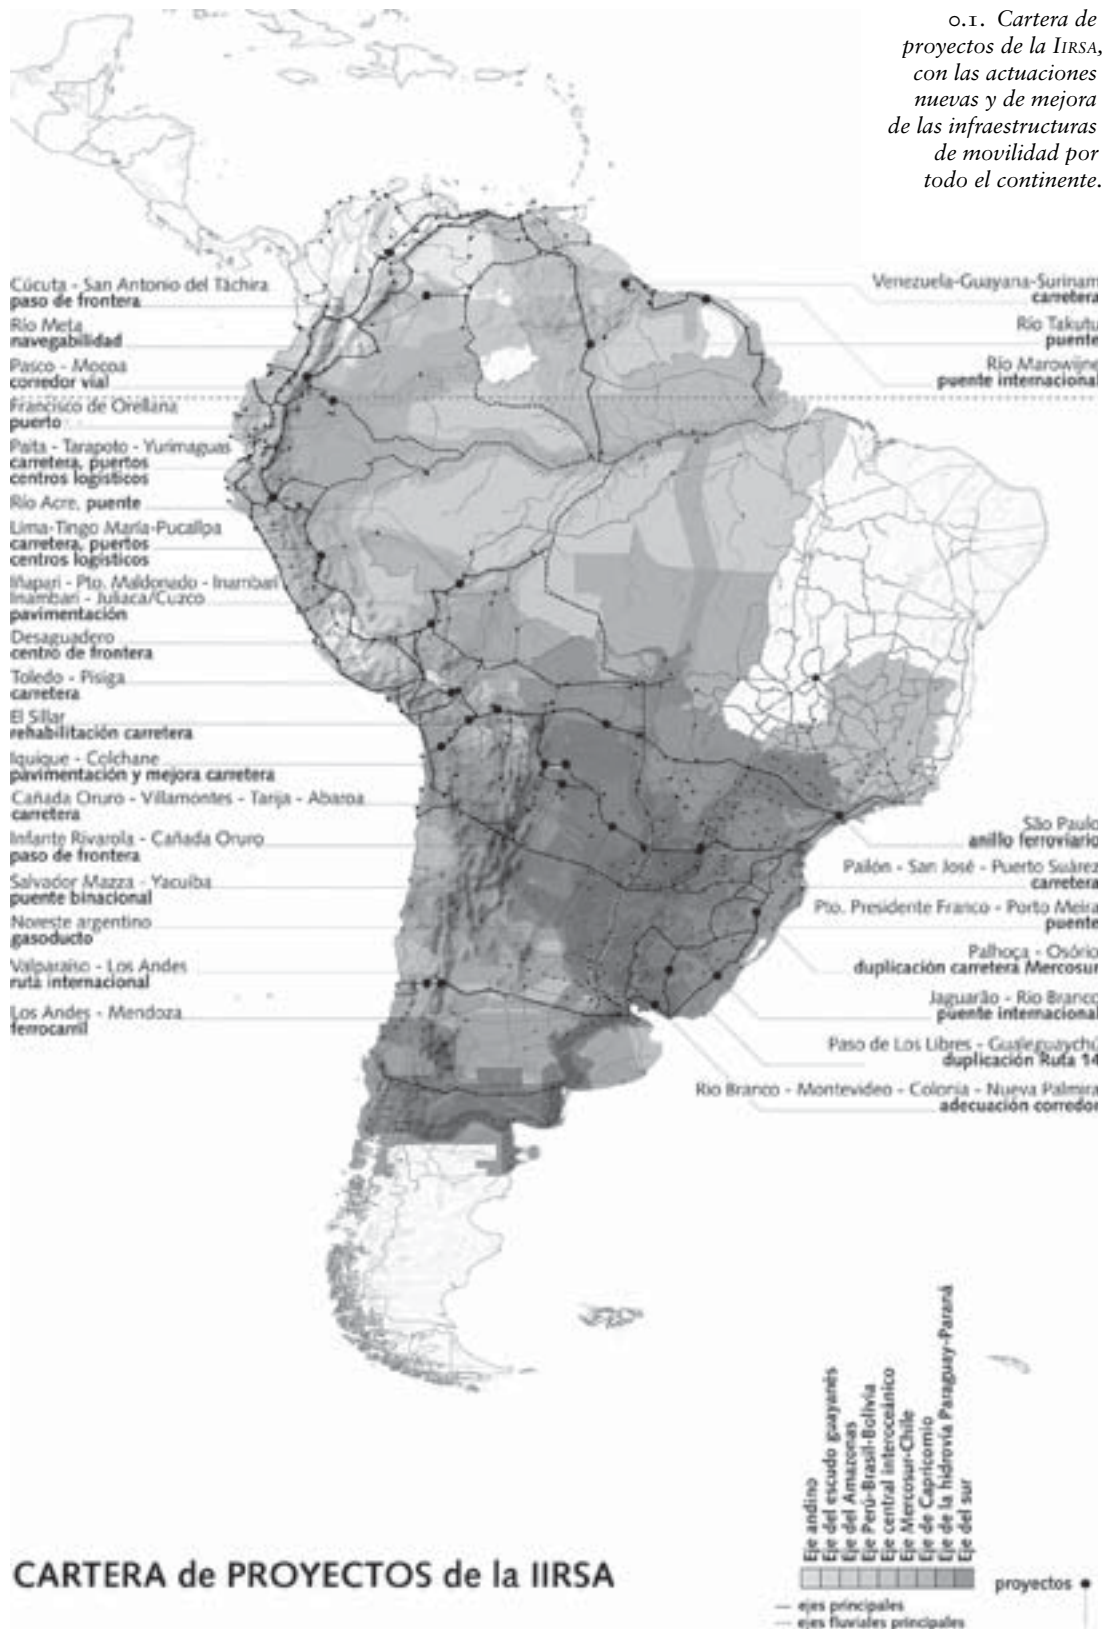 0.1. Cartera de
proyectos de la IIRSA,
con las actuaciones
nuevas y de mejora
de las infraestructuras
de movilidad por
todo el continente.
Cúcuta - San Antonio del Táchira
paso de frontera
Río Meta
navegabilidad
Pasco - Mocoa
corredor vial
Francisco de Orellana
puerto
Paita - Tarapoto - Yurimaguas
carretera, puertos
centros logísticos
Río Acre, puente
Lima-Tingo María-Pucallpa
carretera, puertos
centros logísticos
Iñapari - Pto. Maldonado - Inambari
Inambari - Juliaca/Cuzco
pavimentación
Desaguadero
centro de frontera
Toledo - Pisiga
carretera
El Sillar
rehabilitación carretera
Iquique - Colchane
pavimentación y mejora carretera
Cañada Oruro - Villamontes - Tarija - Abaroa
carretera
Infante Rivarola - Cañada Oruro
paso de frontera
Salvador Mazza - Yacuiba
puente binacional
Noreste argentino
gasoducto
Valparaíso - Los Andes
ruta internacional
Los Andes - Mendoza
ferrocarril
Venezuela-Guayana-Surinam
carretera
Río Takutu
puente
Río Marowijne
puente internacional
São Paulo
anillo ferroviario
Pailón - San José - Puerto Suárez
carretera
Pto. Presidente Franco - Porto Meira
puente
Palhoça - Osório
duplicación carretera Mercosur
Jaguarão - Rio Branco
puente internacional
Paso de Los Libres - Gualeguaychú
duplicación Ruta 14
Rio Branco - Montevideo - Colonia - Nueva Palmira
adecuación corredor
Eje andino
Eje del escudo guayanés
Eje del Amazonas
Eje Perú-Brasil-Bolivia
Eje central interoceánico
Eje Mercosur-Chile
Eje de Capricornio
Eje de la hidrovía Paraguay-Paraná
Eje del sur
CARTERA de PROYECTOS de la IIRSA
proyectos
ejes principales
ejes fluviales principales